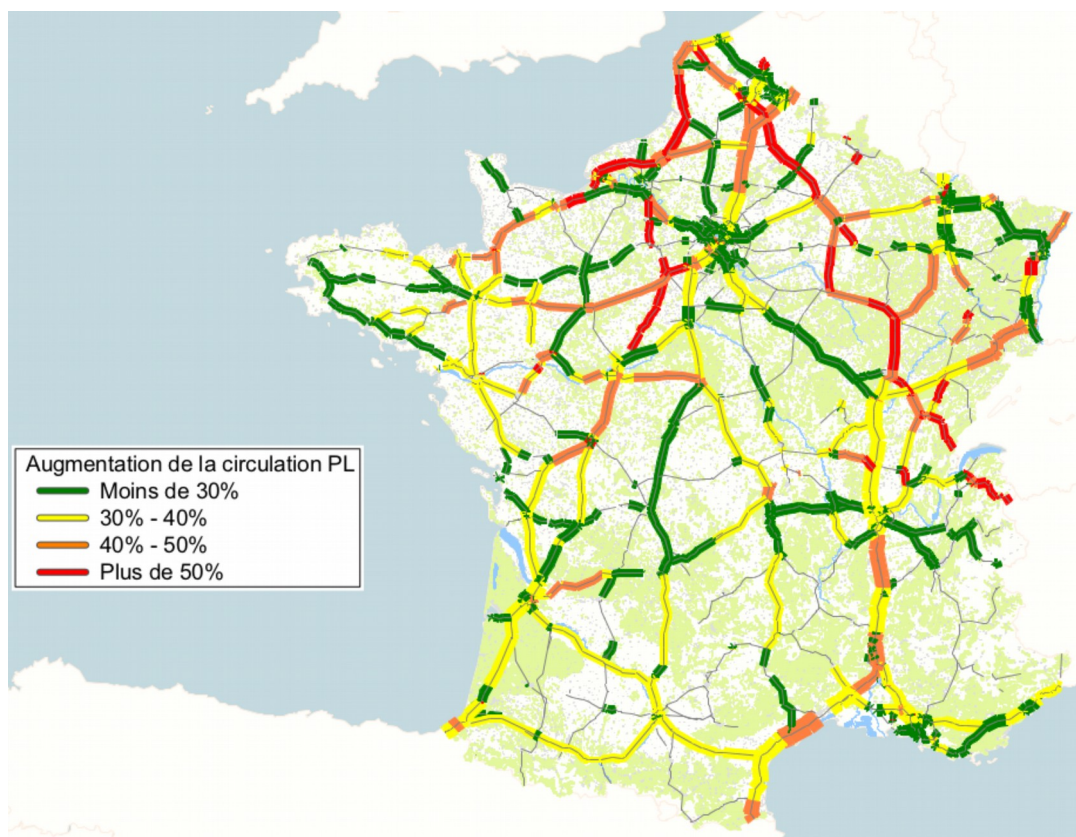 Augmentation de la circulation PL
Moins de 30%
30% - 40%
40% - 50%
Plus de 50%